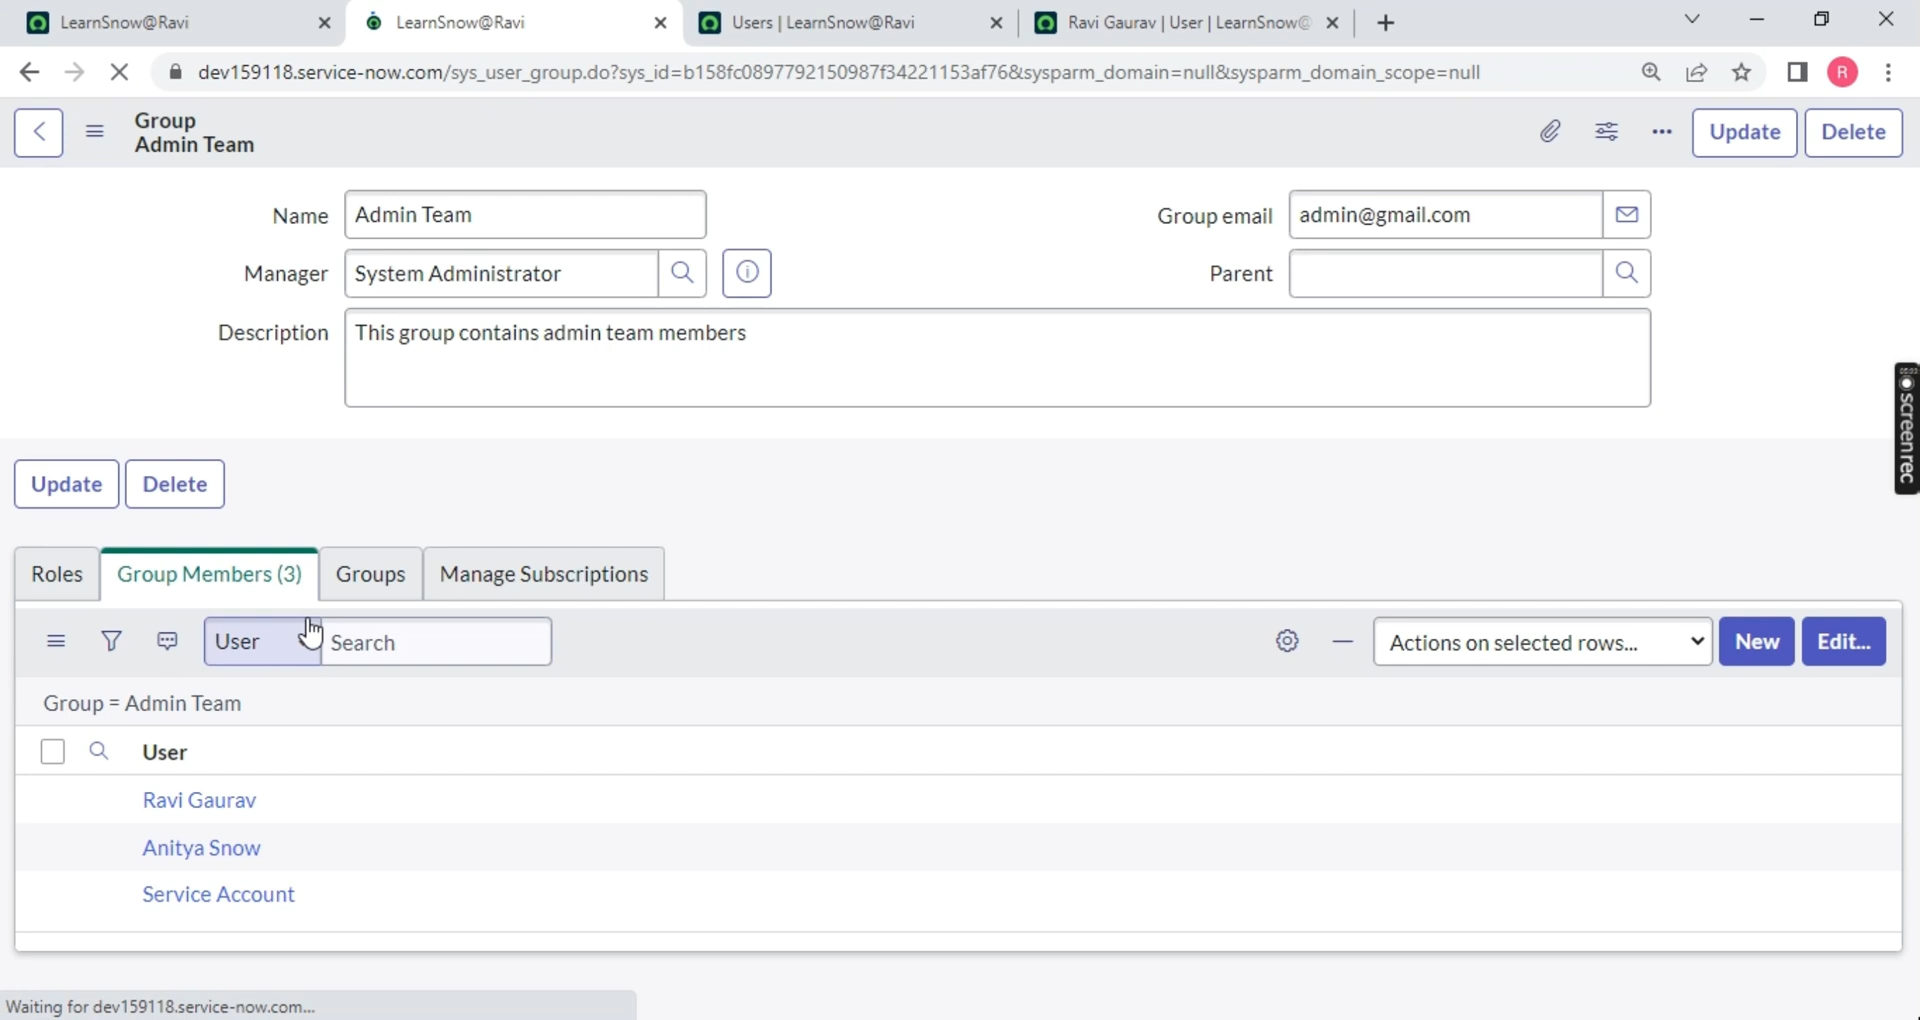 LearnSnow@Ravi
LearnSnow@Ravi
Users | LearnSnow@Ravi
Ravi Gaurav | User | LearnSnow@
dev159118.service-now.com/sys_user_group.do?sys_id=b158fc0897792150987f34221153af76&sysparm_domain=null&sysparm_domain_scope=null
R
Group
Admin Team
Update
Delete
Name
Admin Team
Group email
admin@gmail.com
Manager
System Administrator
Parent
Description
This group contains admin team members
screenrec
Update
Delete
Roles
Group Members (3)
Groups
Manage Subscriptions
User
Search
Actions on selected rows...
New
Edit...
Group = Admin Team
User
Ravi Gaurav
Anitya Snow
Service Account
Waiting for dev159118.service-now.com...